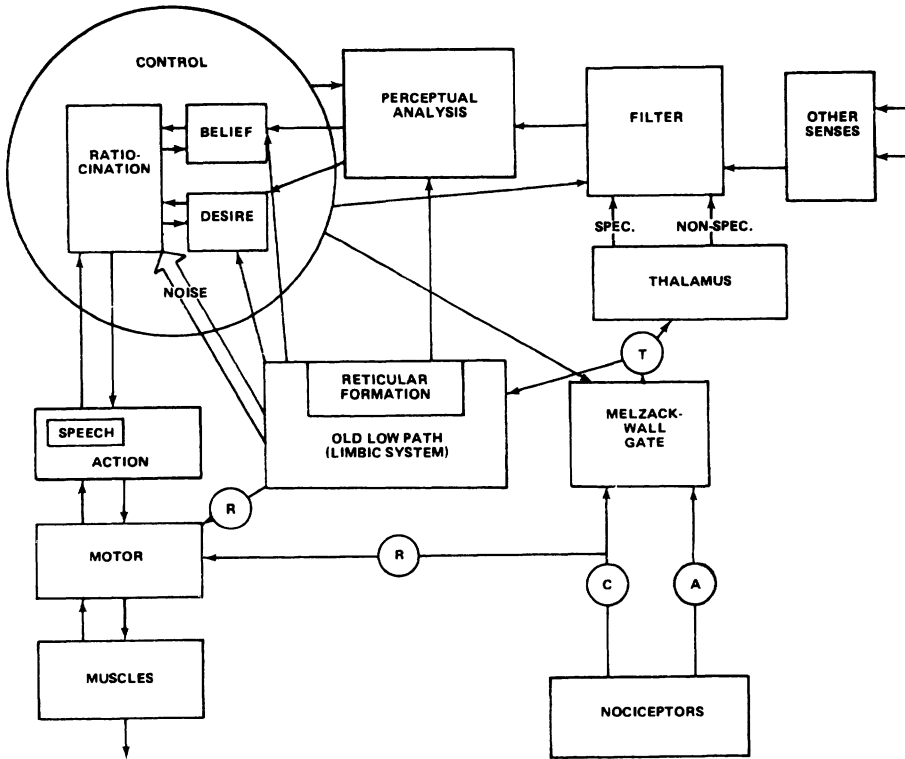 CONTROL
PERCEPTUAL
ANALYSIS
FILTER
OTHER
SENSES
BELIEF
RATIO-
CINATION
DESIRE
SPEC.
NON-SPEC.
NOISE
THALAMUS
T
RETICULAR
FORMATION
MELZACK-
WALL
GATE
SPEECH
OLD LOW PATH
(LIMBIC SYSTEM)
ACTION
R
MOTOR
R
C
A
MUSCLES
NOCICEPTORS